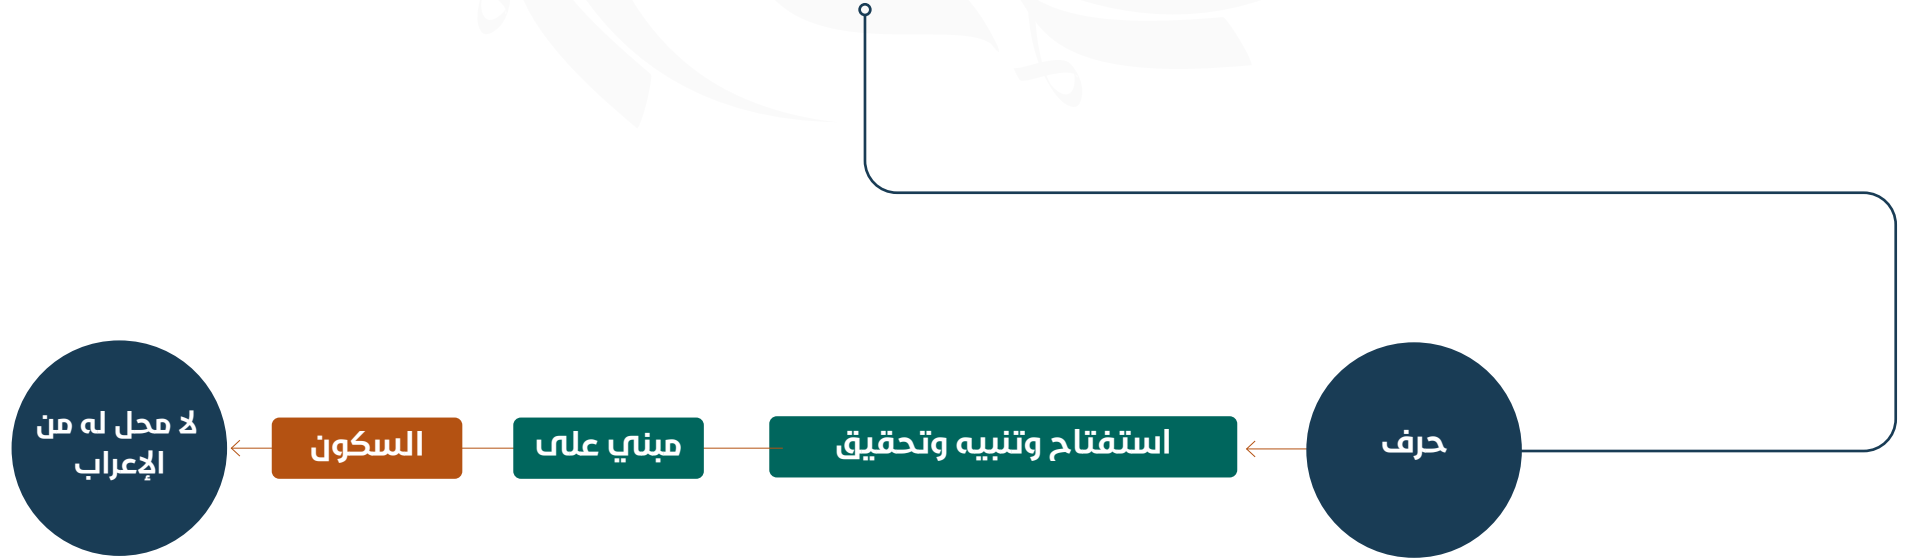 حرف
استفتاح وتنبيه وتحقيق
مبني على
السكون
لا محل له من
الإعراب